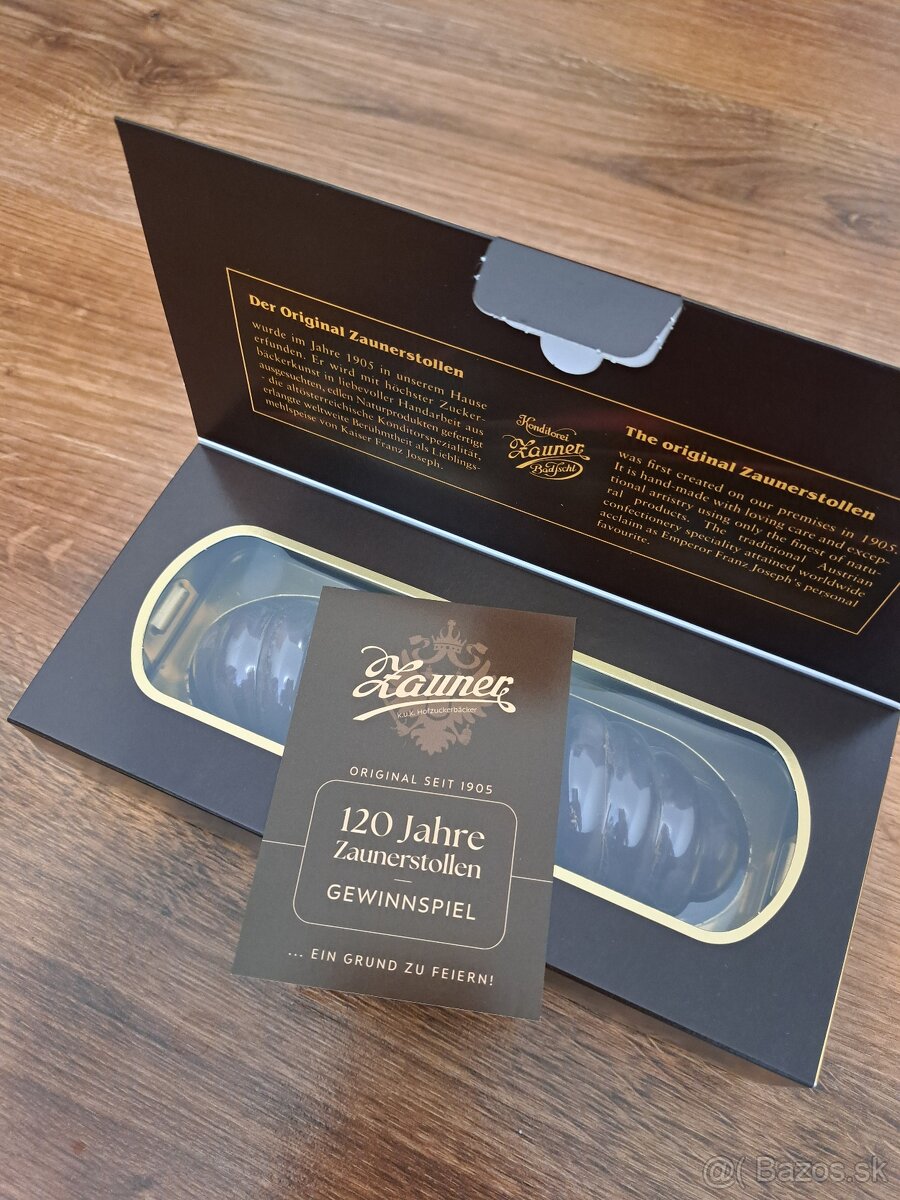 Der Original Zaunerstollen
wurde im Jahre 1905 in unserem Hause
erfunden. Er wird mit höchster Zucker-
bäckerkunst in liebevoller Handarbeit aus
ausgesuchten, edlen Naturprodukten gefertigt
- die altösterreichische Konditorspezialität,
erlangte weltweite Berühmtheit als Lieblings-
mehlspeise von Kaiser Franz Joseph.
Konditorei
Zauner
Bad Ischl
The original Zaunerstollen
was first created on our premises in 1905.
It is hand-made with loving care and excep-
tional artistry using only the finest of natu-
ral products. The traditional Austrian
confectionery speciality attained worldwide
acclaim as Emperor Franz Joseph's personal
favourite.
Zauner
k.u.k. Hofzuckerbäcker
ORIGINAL SEIT 1905
120 Jahre
Zaunerstollen
GEWINNSPIEL
... EIN GRUND ZU FEIERN!
@( Bazos.sk